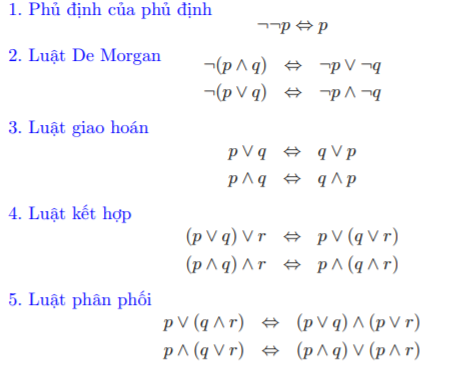 1. Phủ định của phủ định
¬¬p ⇔ p
2. Luật De Morgan
¬(p ∧ q) ⇔ ¬p ∨ ¬q
¬(p ∨ q) ⇔ ¬p ∧ ¬q
3. Luật giao hoán
p ∨ q ⇔ q ∨ p
p ∧ q ⇔ q ∧ p
4. Luật kết hợp
(p ∨ q) ∨ r ⇔ p ∨ (q ∨ r)
(p ∧ q) ∧ r ⇔ p ∧ (q ∧ r)
5. Luật phân phối
p ∨ (q ∧ r) ⇔ (p ∨ q) ∧ (p ∨ r)
p ∧ (q ∨ r) ⇔ (p ∧ q) ∨ (p ∧ r)